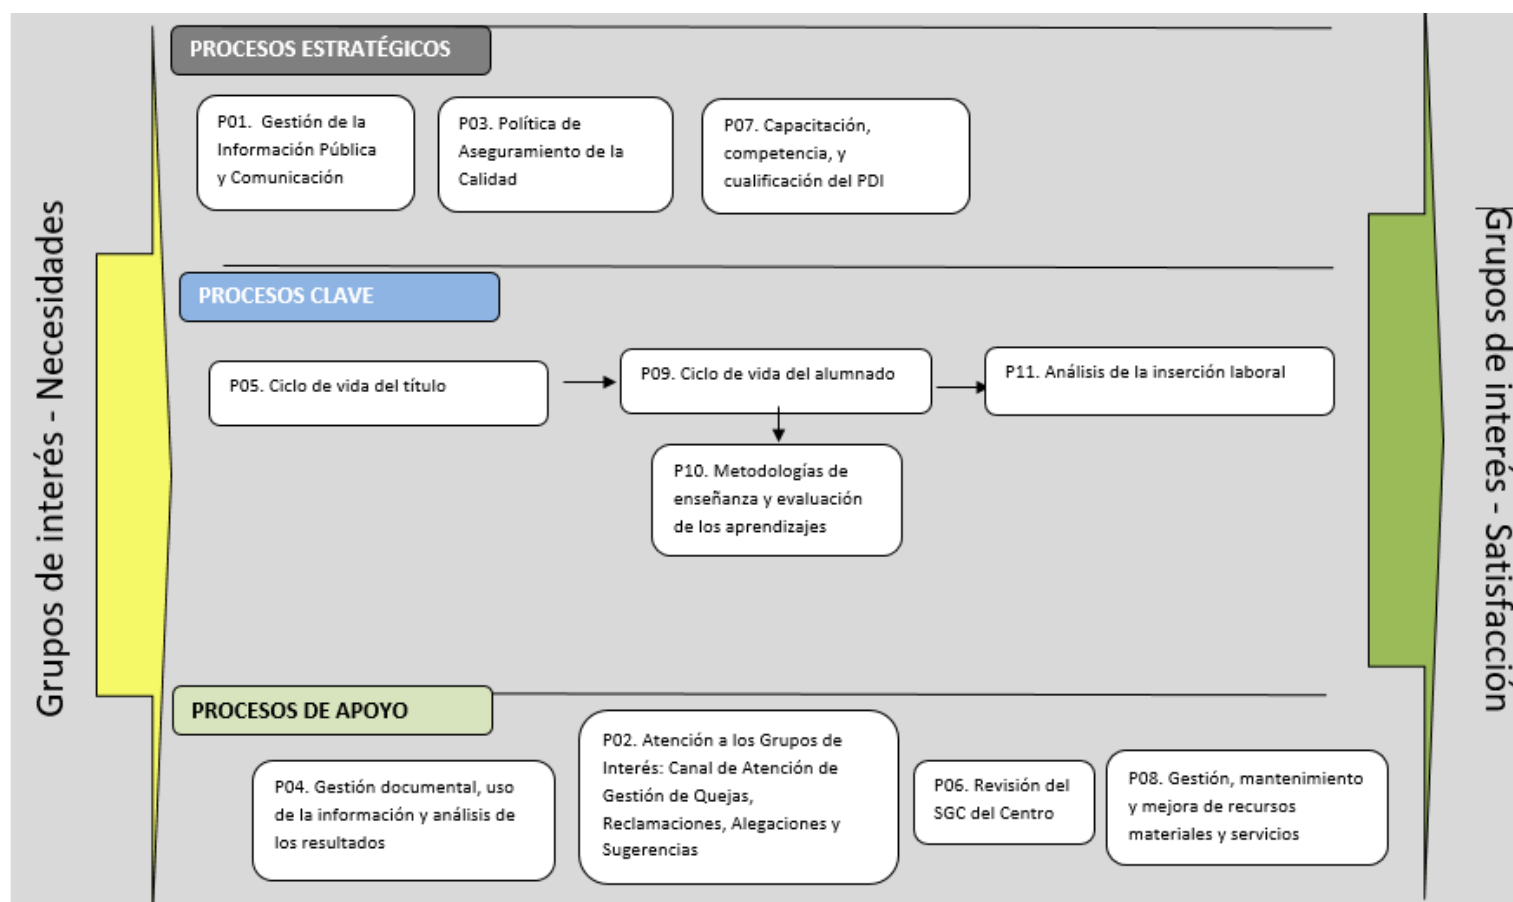 Grupos de interés - Necesidades
PROCESOS ESTRATÉGICOS
P01. Gestión de la
Información Pública
y Comunicación
P03. Política de
Aseguramiento de la
Calidad
P07. Capacitación,
competencia, y
cualificación del PDI
PROCESOS CLAVE
P05. Ciclo de vida del título
P09. Ciclo de vida del alumnado
P11. Análisis de la inserción laboral
P10. Metodologías de
enseñanza y evaluación
de los aprendizajes
PROCESOS DE APOYO
P04. Gestión documental, uso
de la información y análisis de
los resultados
P02. Atención a los Grupos de
Interés: Canal de Atención de
Gestión de Quejas,
Reclamaciones, Alegaciones y
Sugerencias
P06. Revisión del
SGC del Centro
P08. Gestión, mantenimiento
y mejora de recursos
materiales y servicios
Grupos de interés - Satisfacción